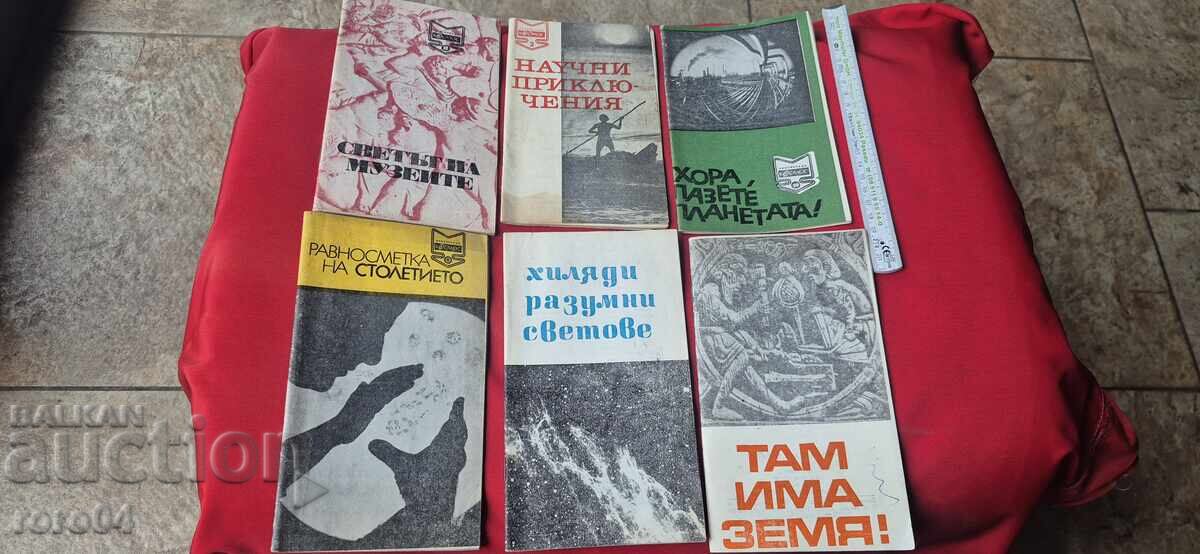 СВЕТЪТ НА
МУЗЕИТЕ
НАУЧНИ
ПРИКЛЮ-
ЧЕНИЯ
ХОРА,
ПАЗЕТЕ
ПЛАНЕТАТА!
РАВНОСМЕТКА
НА СТОЛЕТИЕТО
хиляди
разумни
светове
ТАМ
ИМА
ЗЕМЯ!
BALKAN
auction
roro04